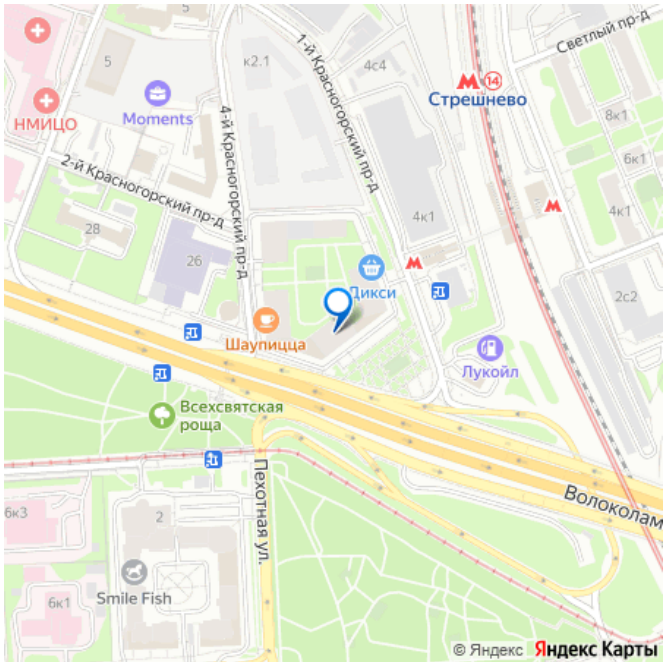 5
к2.1
4с4
1-й Красногорский пр-д
Светлый пр-д
14
Стрешнево
НМИЦО
Moments
8к1
4-й Красногорский пр-д
2-й Красногорский пр-д
6к1
28
26
4к1
4к1
Дикси
2с2
Шаупицца
Лукойл
Всехсвятская
роща
Волоколам
Пехотная ул.
6к3
2
Smile Fish
6к1
© Яндекс Яндекс Карты